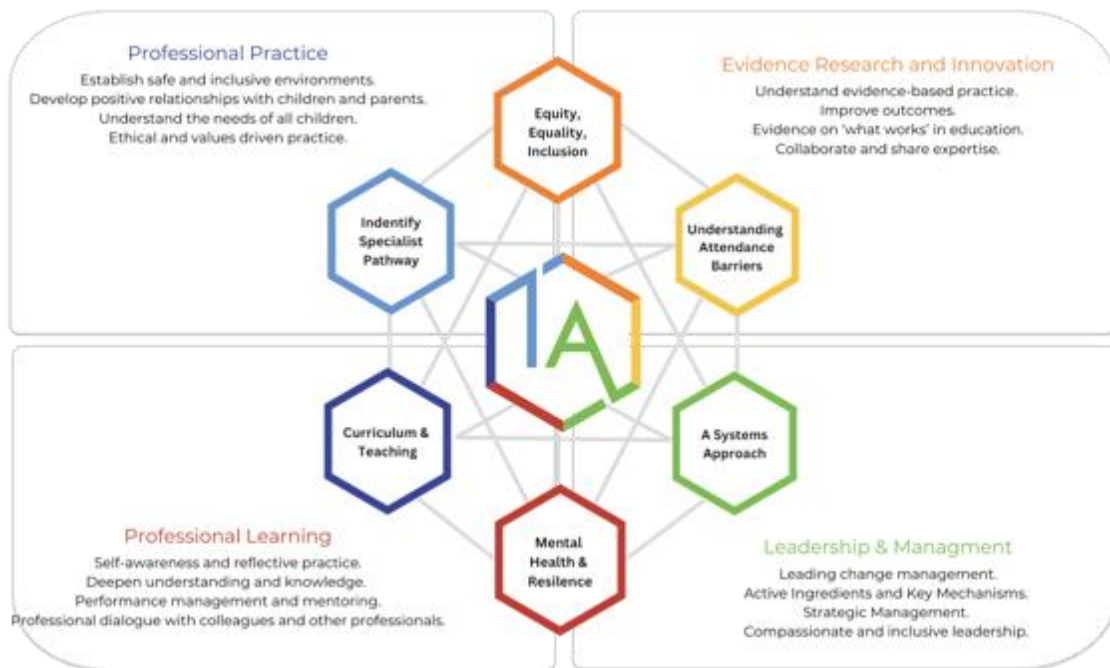 Professional Practice
Establish safe and inclusive environments.
Develop positive relationships with children and parents.
Understand the needs of all children.
Ethical and values driven practice.
Evidence Research and Innovation
Understand evidence-based practice.
Improve outcomes.
Evidence on ‘what works’ in education.
Collaborate and share expertise.
Equity,
Equality,
Inclusion
Indentify
Specialist
Pathway
Understanding
Attendance
Barriers
1A
Curriculum &
Teaching
A Systems
Approach
Mental
Health &
Resilence
Professional Learning
Self-awareness and reflective practice.
Deepen understanding and knowledge.
Performance management and mentoring.
Professional dialogue with colleagues and other professionals.
Leadership & Managment
Leading change management.
Active Ingredients and Key Mechanisms.
Strategic Management.
Compassionate and inclusive leadership.